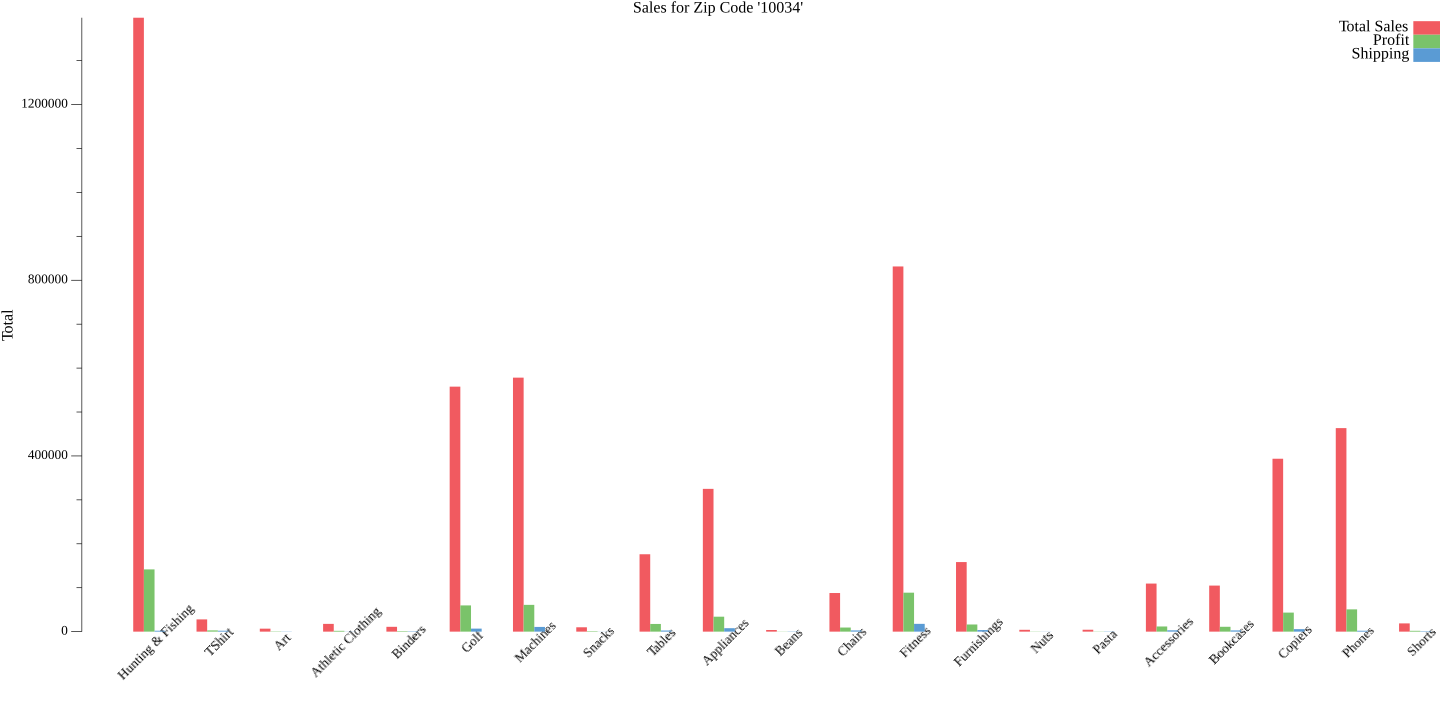 Sales for Zip Code '10034'
Total Sales
Profit
Shipping
1200000
800000
400000
0
Total
Hunting & Fishing
TShirt
Art
Athletic Clothing
Binders
Golf
Machines
Snacks
Tables
Appliances
Beans
Chairs
Fitness
Furnishings
Nuts
Pasta
Accessories
Bookcases
Copiers
Phones
Shorts